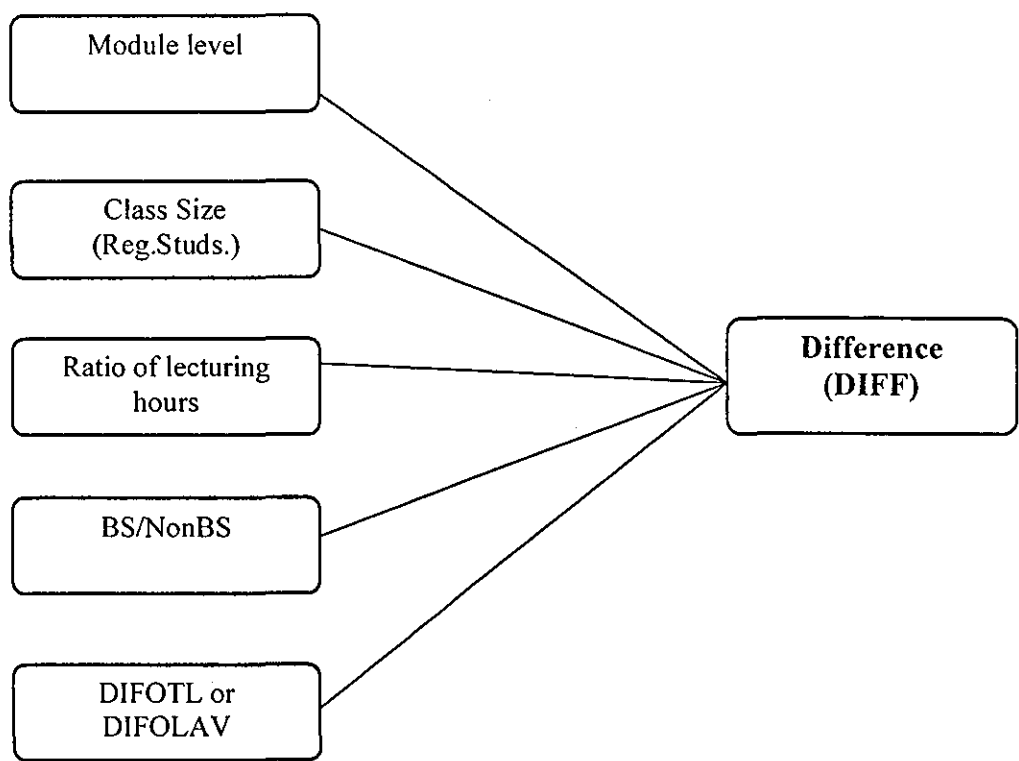 Module level
Class Size
(Reg.Studs.)
Ratio of lecturing
hours
Difference
(DIFF)
BS/NonBS
DIFOTL or
DIFOLAV